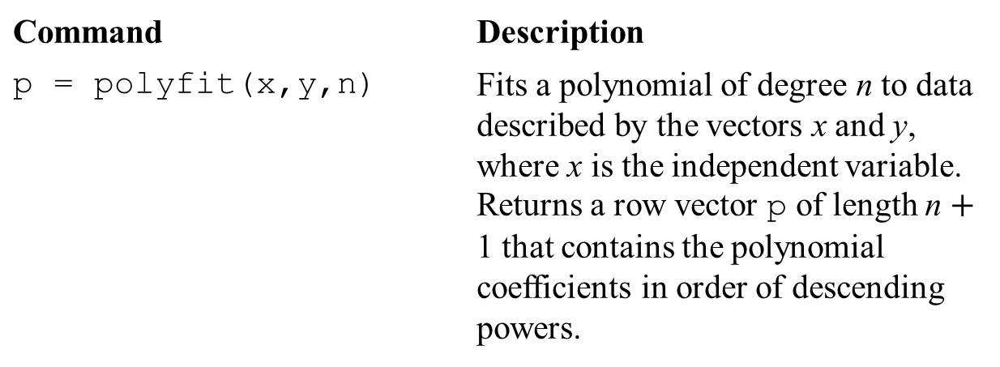 Command Description
p = polyfit(x,y,n) Fits a polynomial of degree n to data
described by the vectors x and y,
where x is the independent variable.
Returns a row vector p of length n +
1 that contains the polynomial
coefficients in order of descending
powers.